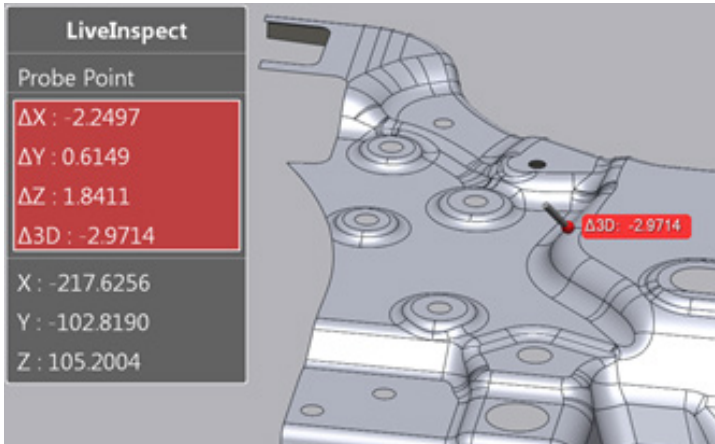 LiveInspect
Probe Point
ΔX : -2.2497
ΔY : 0.6149
ΔZ : 1.8411
Δ3D : -2.9714
X : -217.6256
Y : -102.8190
Z : 105.2004
Δ3D: -2.9714